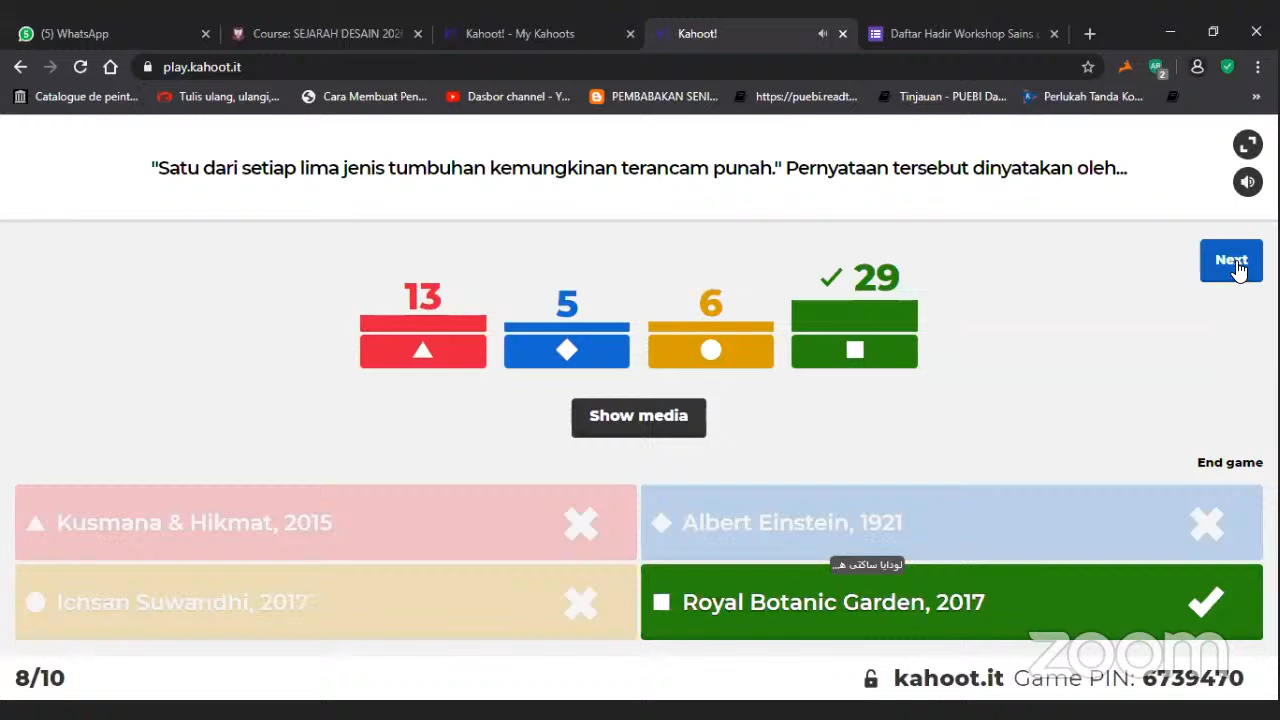 (5) WhatsApp
Course: SEJARAH DESAIN 202
Kahoot! - My Kahoots
Kahoot!
Daftar Hadir Workshop Sains
play.kahoot.it
2
Catalogue de peint...
Tulis ulang, ulangi,...
Cara Membuat Pen...
Dasbor channel - Y...
PEMBABAKAN SENI...
https://puebi.readt...
Tinjauan - PUEBI Da...
Perlukah Tanda Ko...
"Satu dari setiap lima jenis tumbuhan kemungkinan terancam punah." Pernyataan tersebut dinyatakan oleh...
Next
13
5
6
29
Show media
End game
Kusmana & Hikmat, 2015
Albert Einstein, 1921
لودایا ساکتی ه...
Ichsan Suwandhi, 2017
Royal Botanic Garden, 2017
zoom
8/10
kahoot.it Game PIN: 6739470